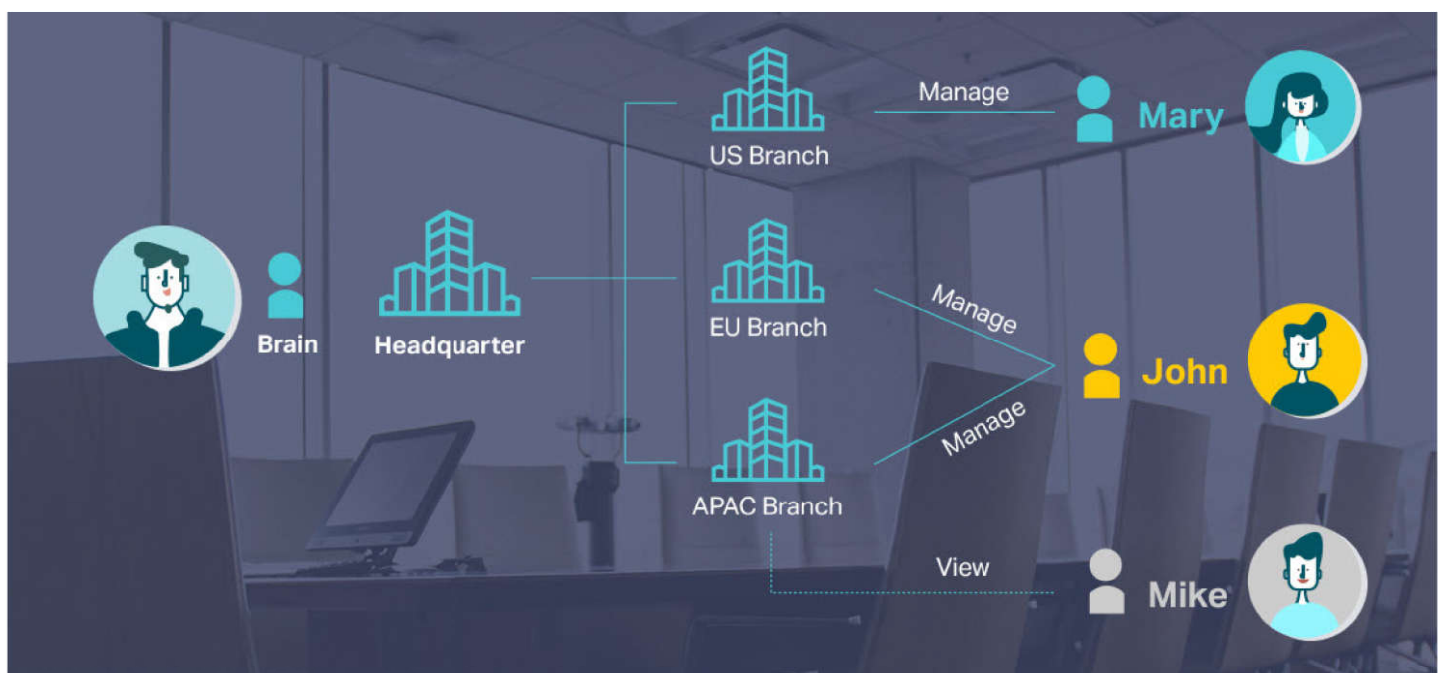 US Branch
Manage
Mary
Brain
Headquarter
EU Branch
Manage
John
Manage
APAC Branch
View
Mike